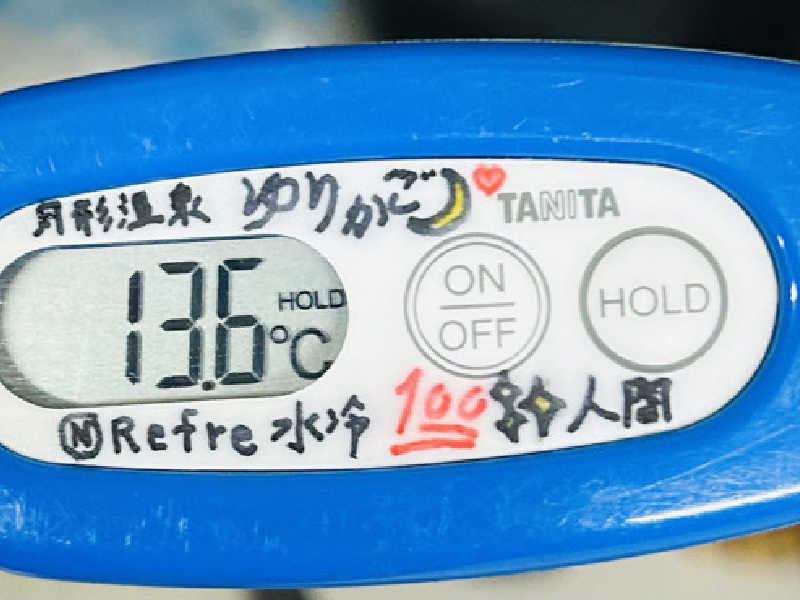 月形温泉 ゆりかご
TANITA
13.6 °C HOLD
ON
OFF
HOLD
Ⓝ Refre 水冷 100 人間